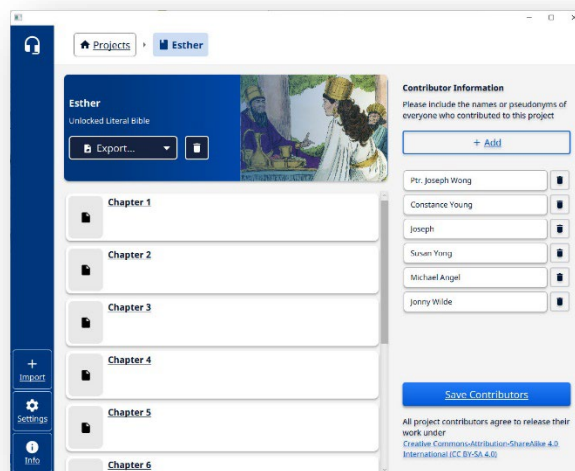 Projects
Esther
Esther
Unlocked Literal Bible
Export...
Chapter 1
Chapter 2
Chapter 3
Chapter 4
Chapter 5
Chapter 6
Contributor Information
Please include the names or pseudonyms of
everyone who contributed to this project
+ Add
Ptr. Joseph Wong
Constance Young
Joseph
Susan Yong
Michael Angel
Jonny Wilde
Save Contributors
All project contributors agree to release their
work under
Creative Commons-Attribution-ShareAlike 4.0
International (CC BY-SA 4.0)
Import
Settings
Info